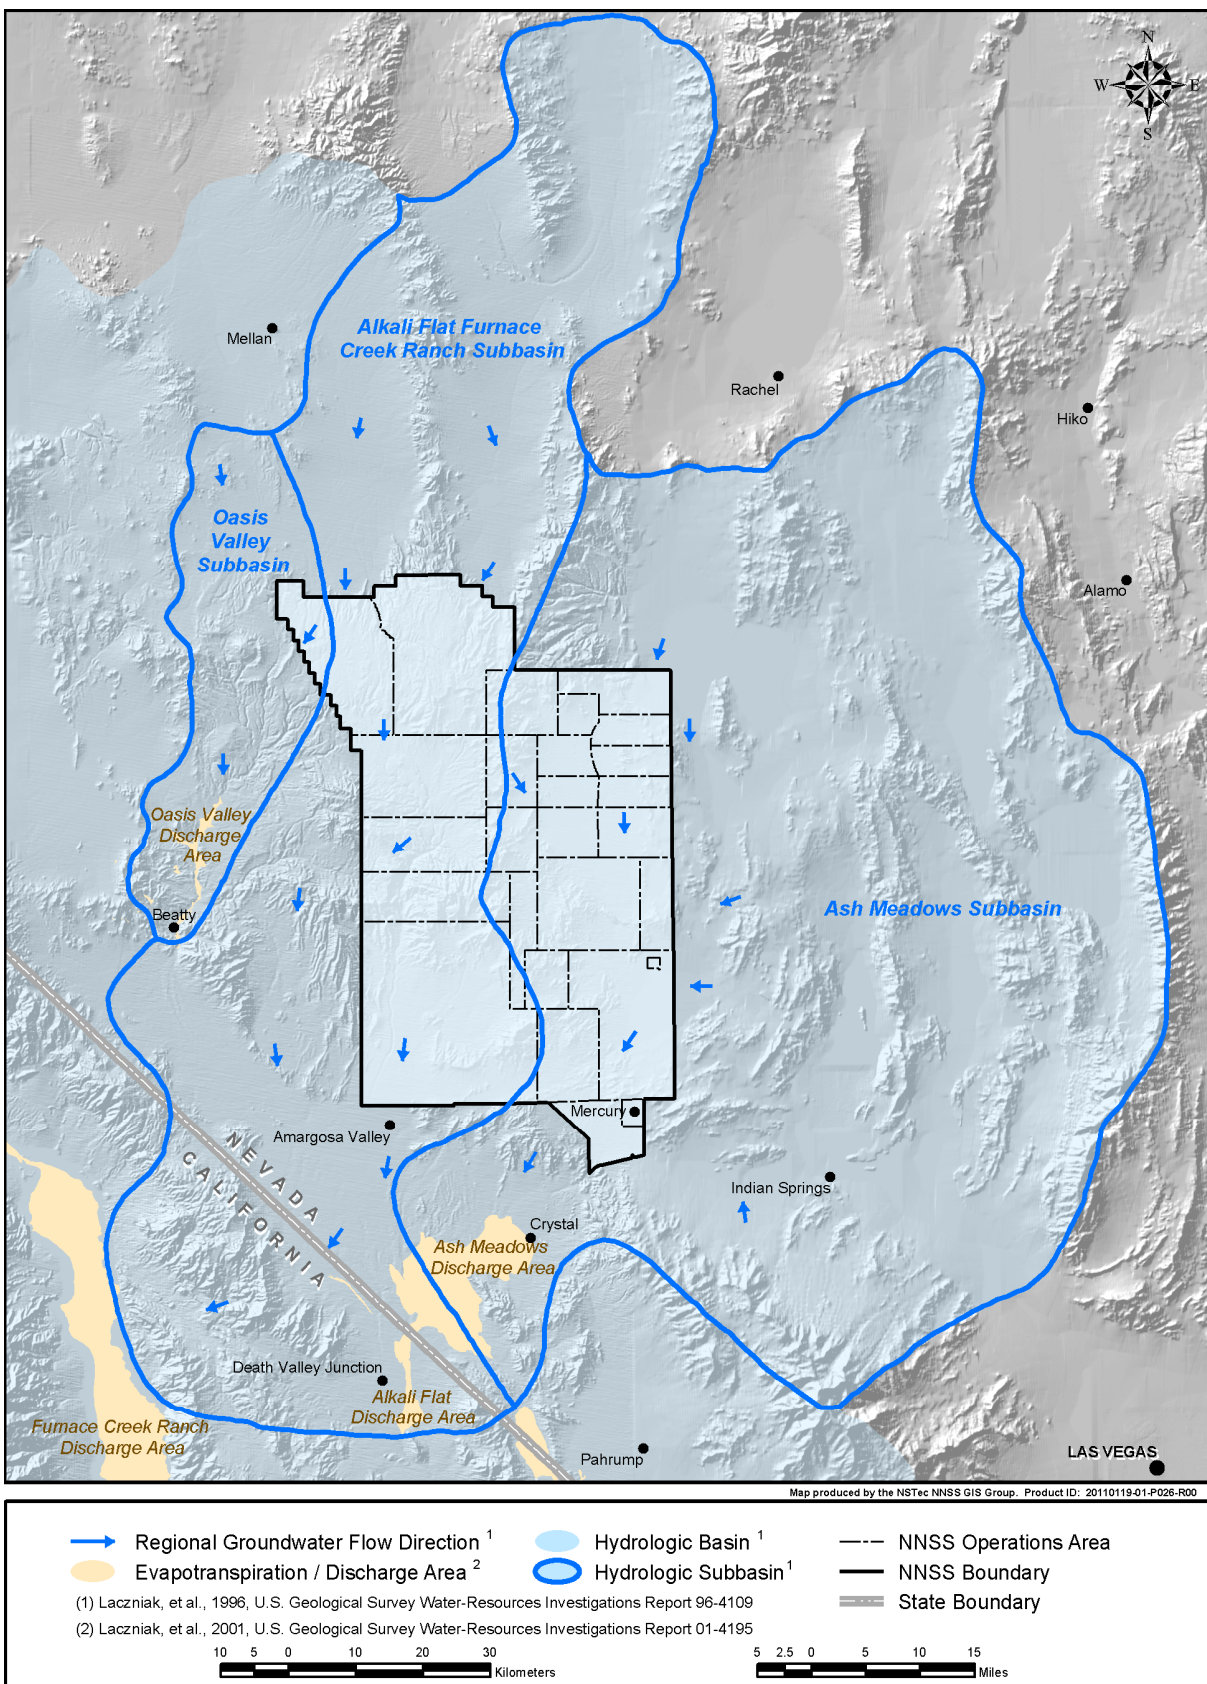 N
W
E
S
Mellan
Alkali Flat Furnace
Creek Ranch Subbasin
Rachel
Hiko
Oasis
Valley
Subbasin
Alamo
Oasis Valley
Discharge
Area
Beatty
Ash Meadows Subbasin
Mercury
Amargosa Valley
NEVADA
CALIFORNIA
Indian Springs
Crystal
Ash Meadows
Discharge Area
Death Valley Junction
Alkali Flat
Discharge Area
Furnace Creek Ranch
Discharge Area
Pahrump
LAS VEGAS
Map produced by the NSTec NNSS GIS Group. Product ID: 20110119-01-P026-R00
Regional Groundwater Flow Direction 1
Hydrologic Basin 1
NNSS Operations Area
Evapotranspiration / Discharge Area 2
Hydrologic Subbasin 1
NNSS Boundary
(1) Laczniak, et al., 1996, U.S. Geological Survey Water-Resources Investigations Report 96-4109
State Boundary
(2) Laczniak, et al., 2001, U.S. Geological Survey Water-Resources Investigations Report 01-4195
10 5 0 10 20 30
Kilometers
5 2.5 0 5 10 15
Miles